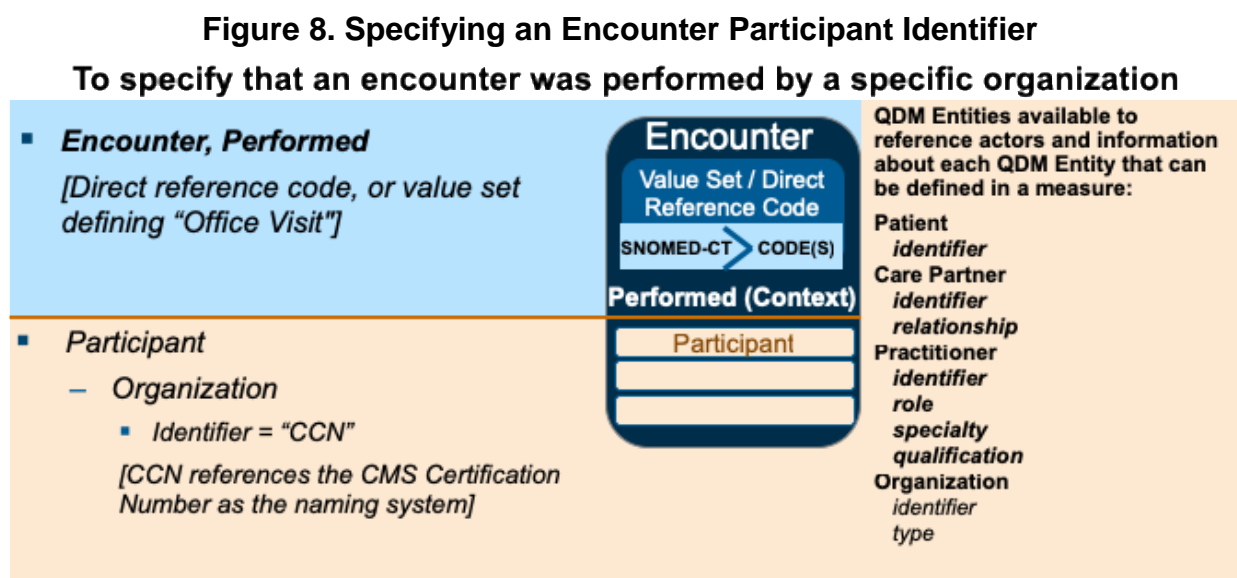 Figure 8. Specifying an Encounter Participant Identifier
To specify that an encounter was performed by a specific organization
▪ Encounter, Performed
[Direct reference code, or value set
defining “Office Visit"]
▪ Participant
– Organization
▪ Identifier = “CCN”
[CCN references the CMS Certification
Number as the naming system]
Encounter
Value Set / Direct
Reference Code
SNOMED-CT CODE(S)
Performed (Context)
Participant
QDM Entities available to
reference actors and information
about each QDM Entity that can
be defined in a measure:
Patient
identifier
Care Partner
identifier
relationship
Practitioner
identifier
role
specialty
qualification
Organization
identifier
type